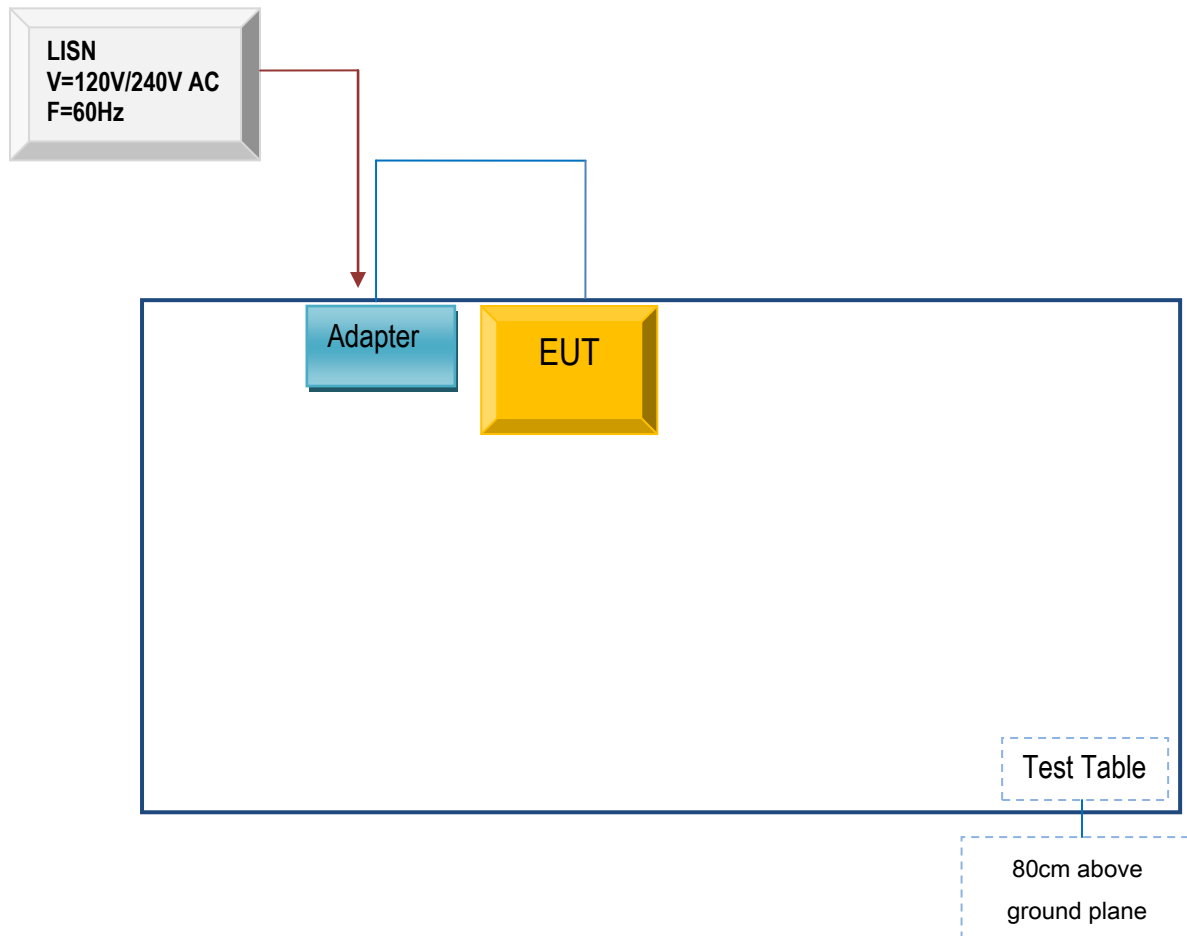 LISN
V=120V/240V AC
F=60Hz
Adapter
EUT
Test Table
80cm above
ground plane